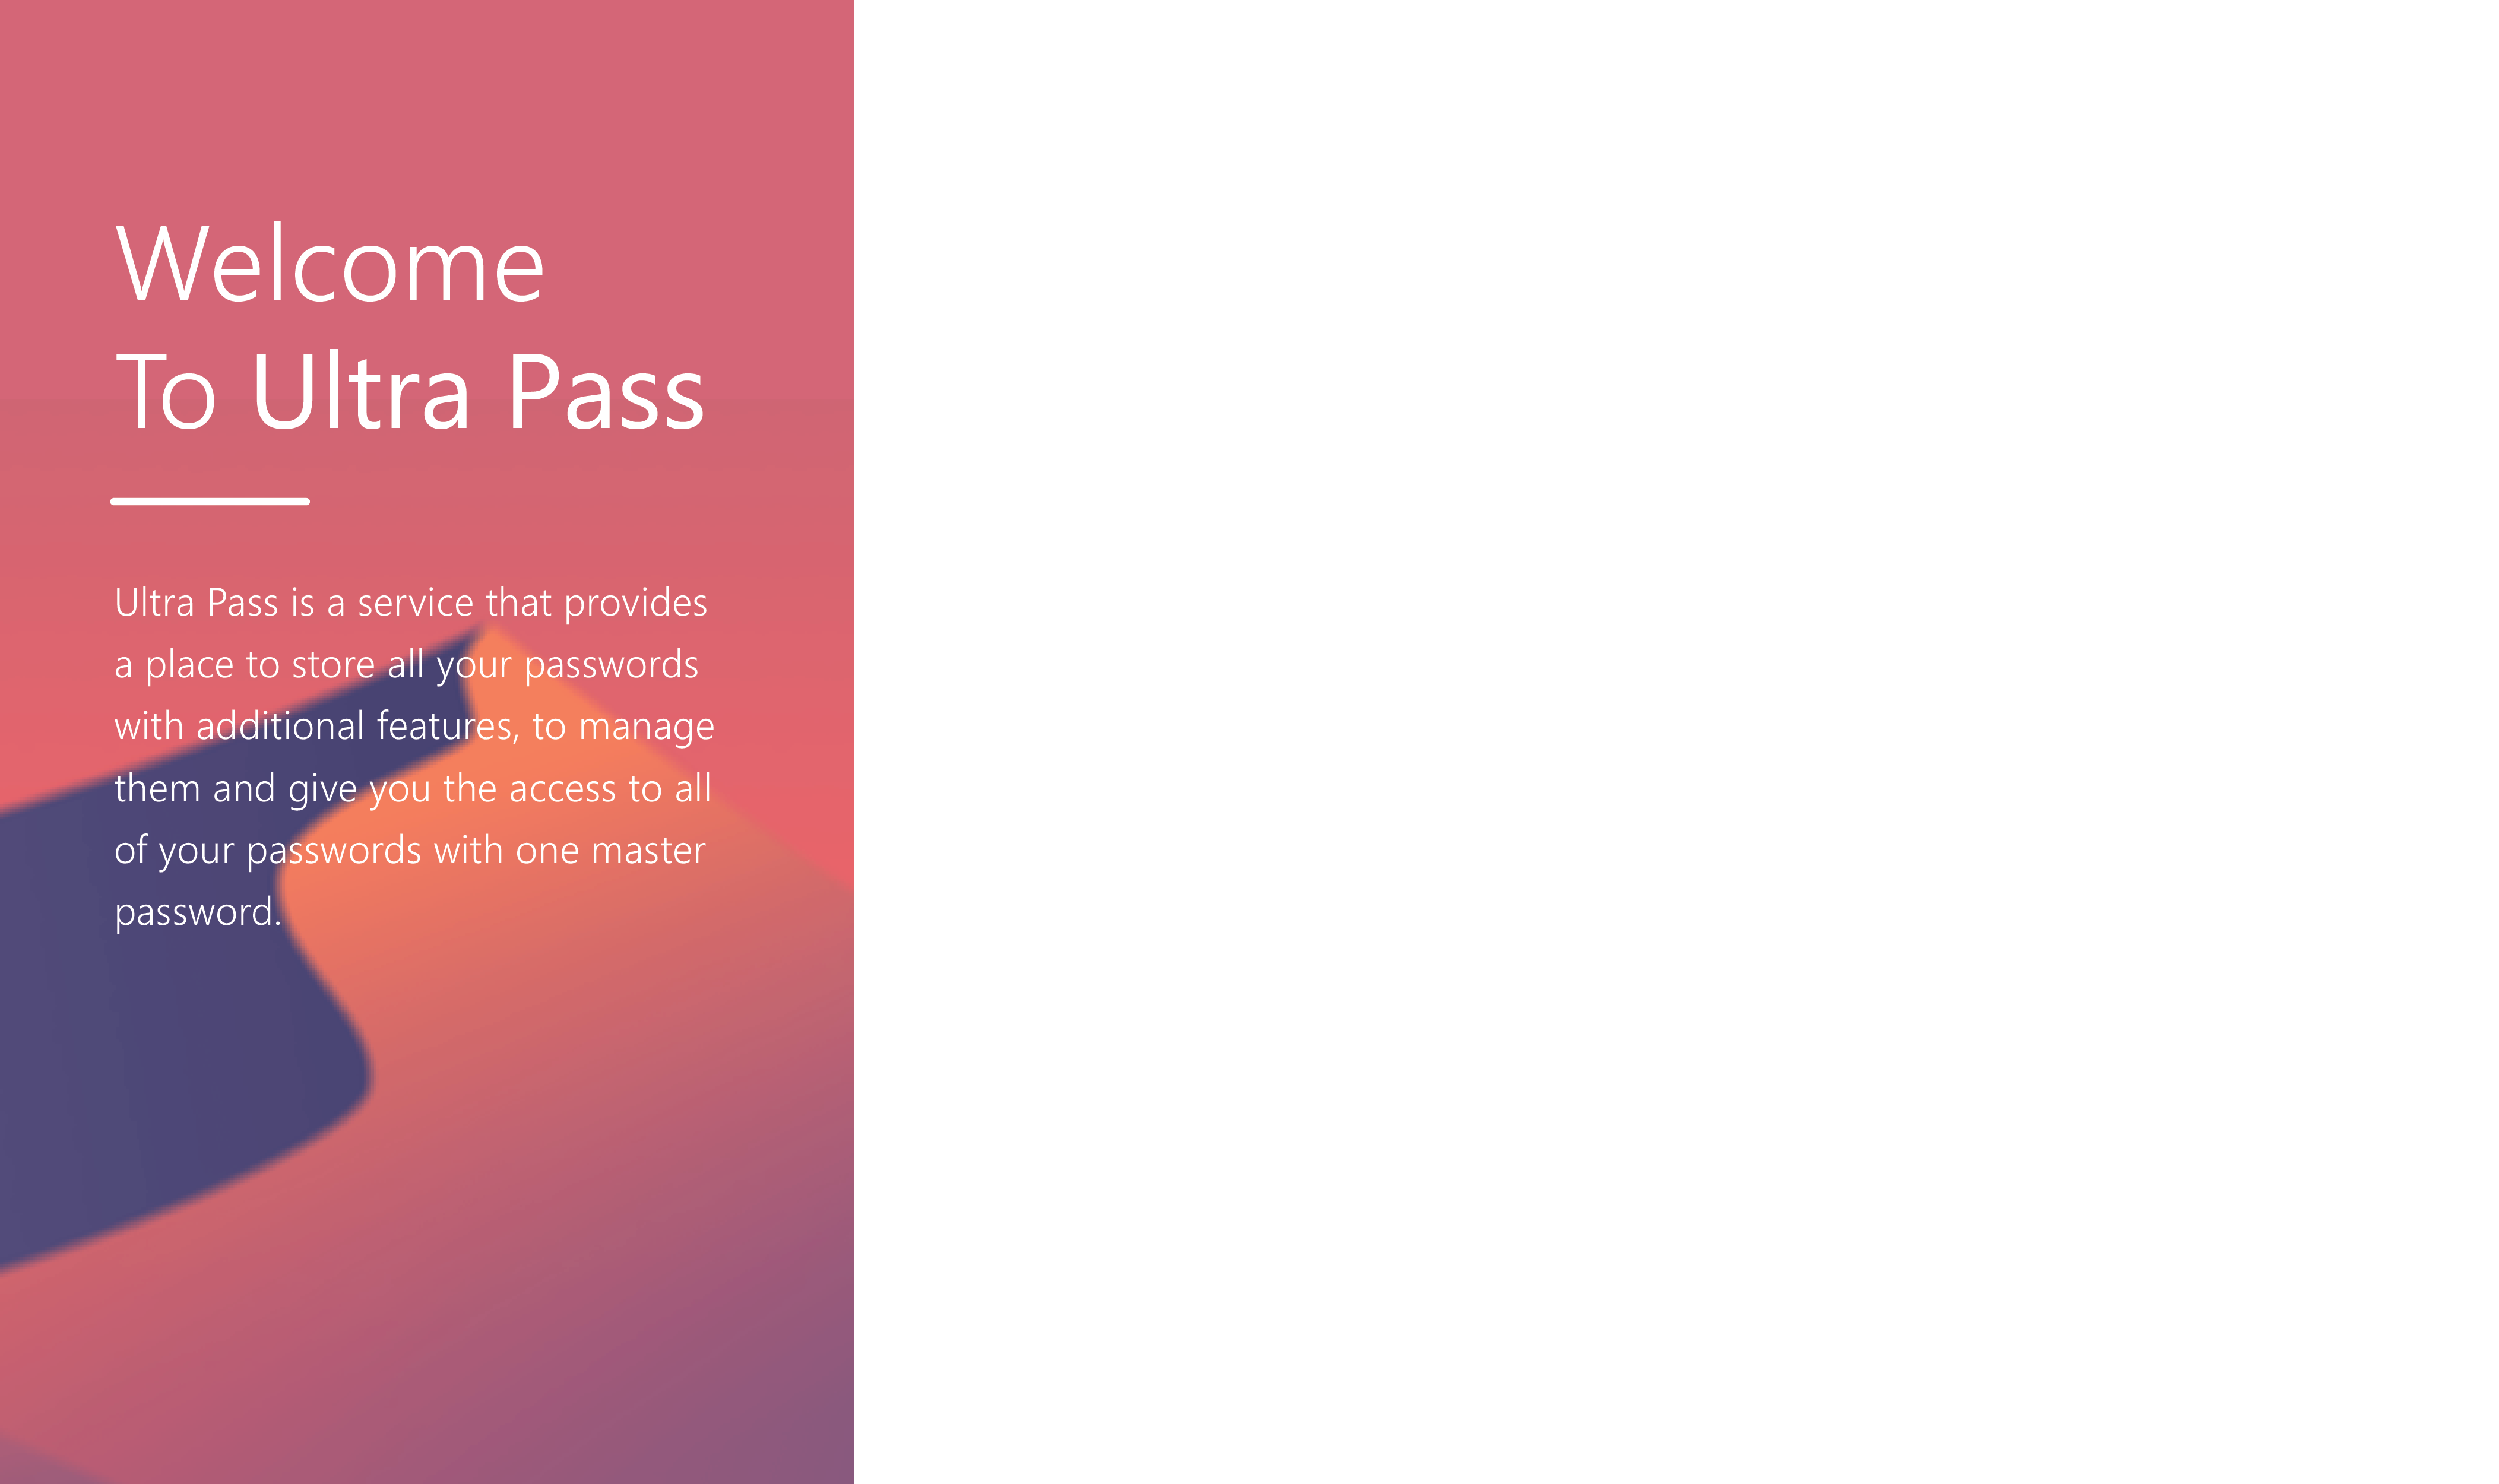 Welcome
To Ultra Pass
Ultra Pass is a service that provides
a place to store all your passwords
with additional features, to manage
them and give you the access to all
of your passwords with one master
password.